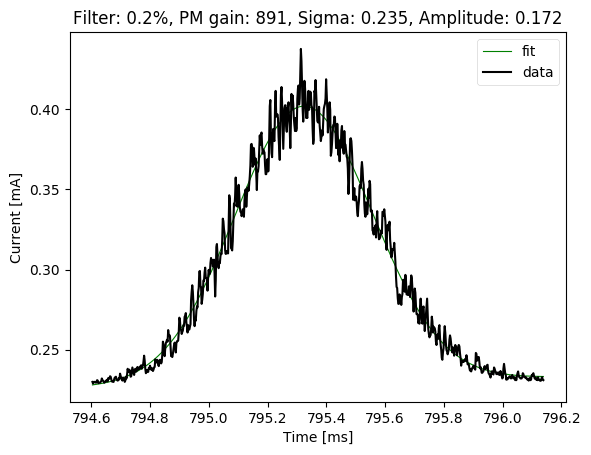 Filter: 0.2%, PM gain: 891, Sigma: 0.235, Amplitude: 0.172
fit
data
0.40
0.35
0.30
0.25
Current [mA]
794.6 794.8 795.0 795.2 795.4 795.6 795.8 796.0 796.2
Time [ms]